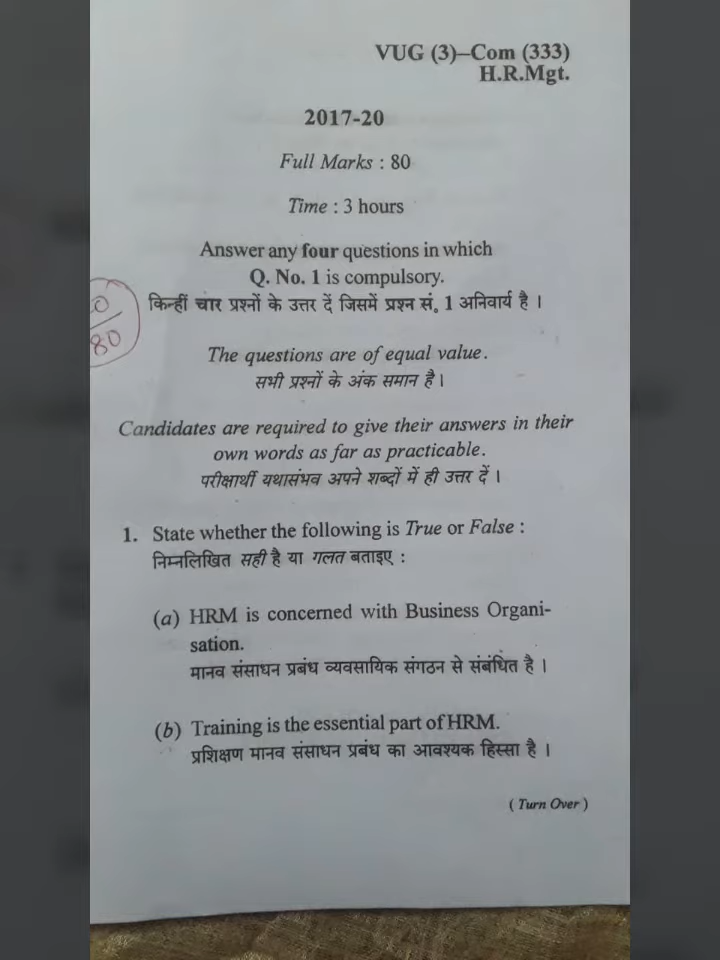 VUG (3)–Com (333)
H.R.Mgt.
2017-20
Full Marks : 80
Time : 3 hours
Answer any four questions in which
Q. No. 1 is compulsory.
किन्हीं चार प्रश्नों के उत्तर दें जिसमें प्रश्न सं. 1 अनिवार्य है ।
0
80
The questions are of equal value.
सभी प्रश्नों के अंक समान है।
Candidates are required to give their answers in their
own words as far as practicable.
परीक्षार्थी यथासंभव अपने शब्दों में ही उत्तर दें ।
1. State whether the following is True or False :
निम्नलिखित सही है या गलत बताइए :
(a) HRM is concerned with Business Organi-
sation.
मानव संसाधन प्रबंध व्यवसायिक संगठन से संबंधित है ।
(b) Training is the essential part of HRM.
प्रशिक्षण मानव संसाधन प्रबंध का आवश्यक हिस्सा है ।
( Turn Over )